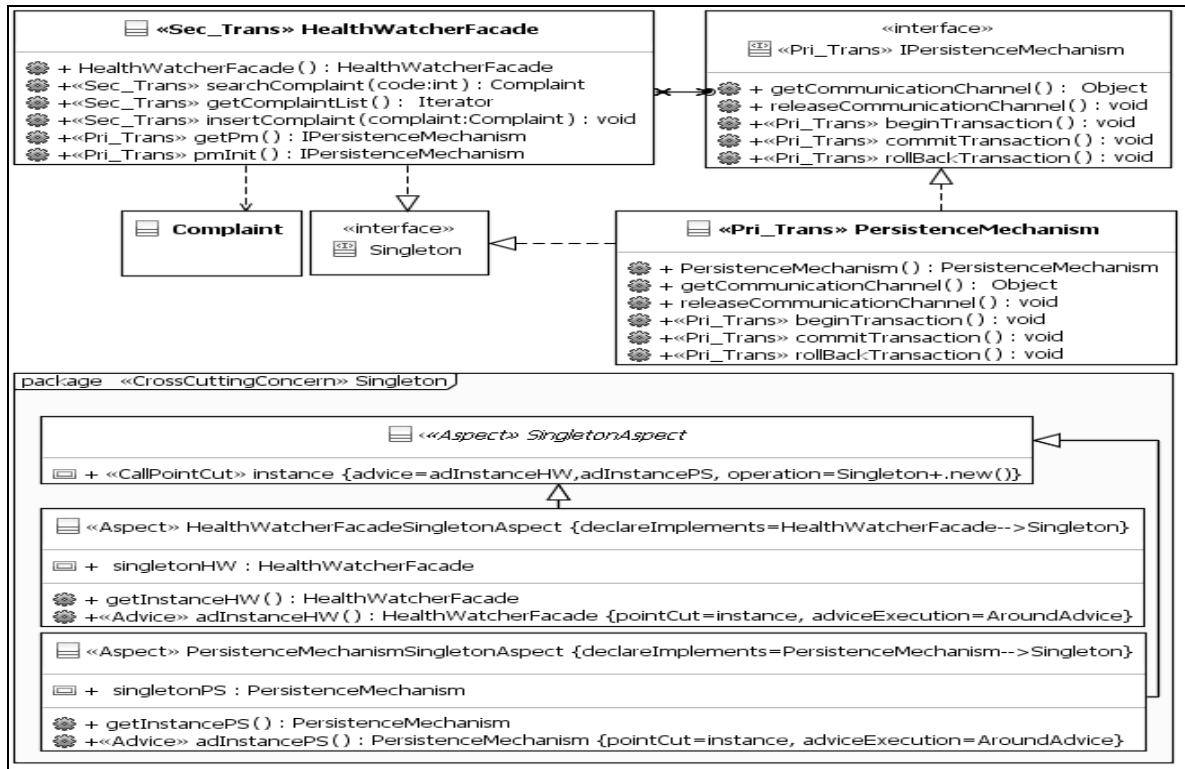 «Sec_Trans» HealthWatcherFacade
+ HealthWatcherFacade() : HealthWatcherFacade
+«Sec_Trans» searchComplaint(code:int) : Complaint
+«Sec_Trans» getComplaintList() : Iterator
+«Sec_Trans» insertComplaint(complaint:Complaint) : void
+«Pri_Trans» getPm() : IPersistenceMechanism
+«Pri_Trans» pmInit() : IPersistenceMechanism
«interface»
«Pri_Trans» IPersistenceMechanism
+ getCommunicationChannel() : Object
+ releaseCommunicationChannel() : void
+«Pri_Trans» beginTransaction() : void
+«Pri_Trans» commitTransaction() : void
+«Pri_Trans» rollBackTransaction() : void
Complaint
«interface»
Singleton
«Pri_Trans» PersistenceMechanism
+ PersistenceMechanism() : PersistenceMechanism
+ getCommunicationChannel() : Object
+ releaseCommunicationChannel() : void
+«Pri_Trans» beginTransaction() : void
+«Pri_Trans» commitTransaction() : void
+«Pri_Trans» rollBackTransaction() : void
package «CrossCuttingConcern» Singleton
«Aspect» SingletonAspect
+ «CallPointCut» instance {advice=adInstanceHW,adInstancePS, operation=Singleton+.new()}
«Aspect» HealthWatcherFacadeSingletonAspect {declareImplements=HealthWatcherFacade-->Singleton}
+ singletonHW : HealthWatcherFacade
+ getInstanceHW() : HealthWatcherFacade
+«Advice» adInstanceHW() : HealthWatcherFacade {pointCut=instance, adviceExecution=AroundAdvice}
«Aspect» PersistenceMechanismSingletonAspect {declareImplements=PersistenceMechanism-->Singleton}
+ singletonPS : PersistenceMechanism
+ getInstancePS() : PersistenceMechanism
+«Advice» adInstancePS() : PersistenceMechanism {pointCut=instance, adviceExecution=AroundAdvice}